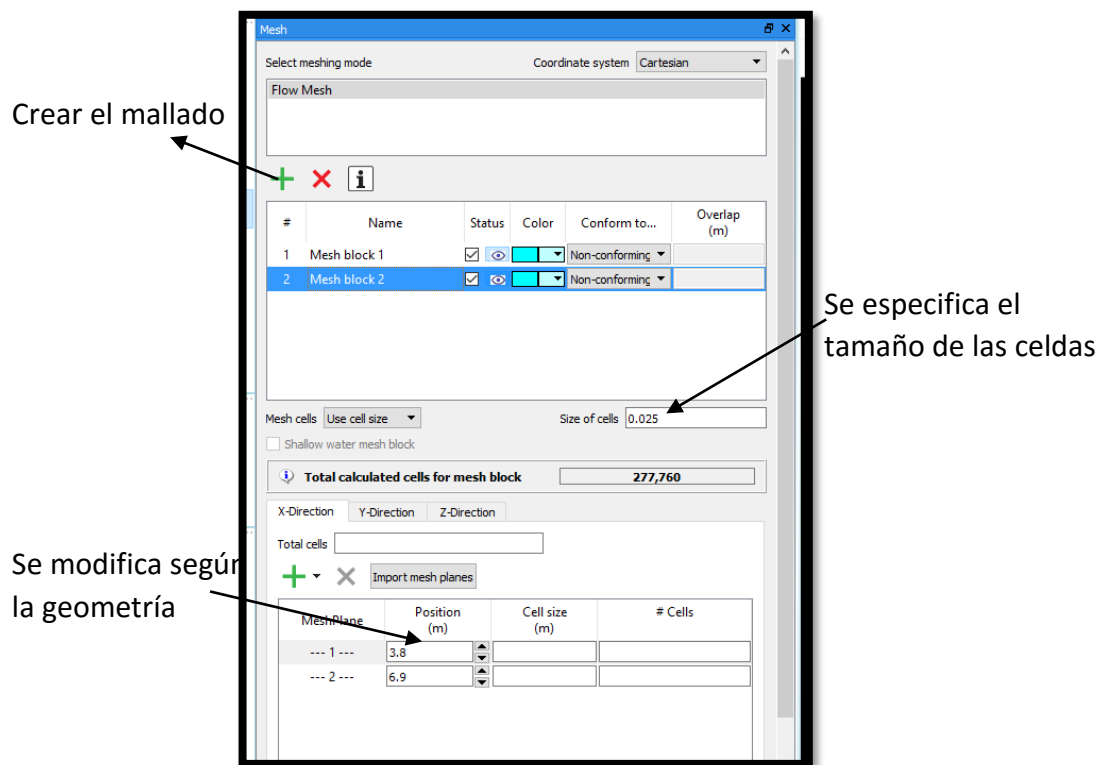 Mesh
Select meshing mode
Coordinate system Cartesian
Flow Mesh
Crear el mallado
i
# Name Status Color Conform to... Overlap (m)
1 Mesh block 1 Non-conforming
2 Mesh block 2 Non-conforming
Se especifica el
tamaño de las celdas
Mesh cells Use cell size Size of cells 0.025
Shallow water mesh block
Total calculated cells for mesh block 277,760
X-Direction Y-Direction Z-Direction
Total cells
Se modifica según
la geometría
Import mesh planes
MeshPlane Position (m) Cell size (m) # Cells
--- 1 --- 3.8
--- 2 --- 6.9